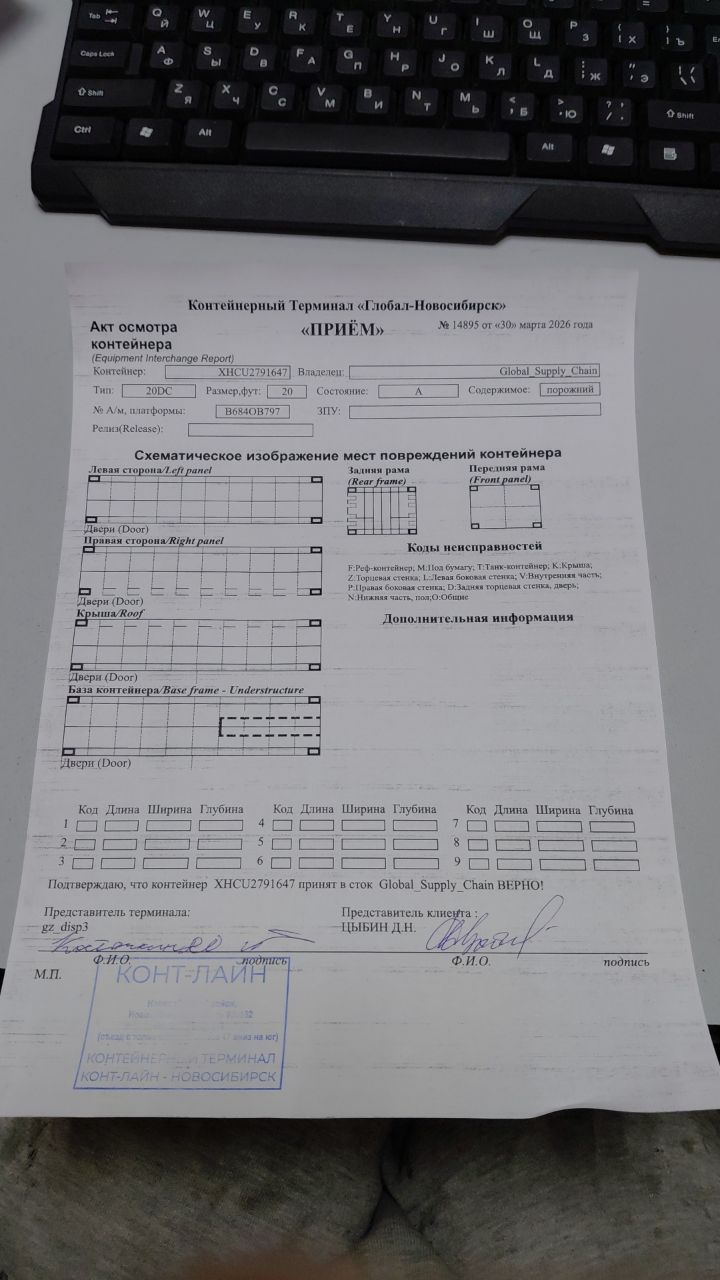 Контейнерный Терминал «Глобал-Новосибирск»
Акт осмотра контейнера
«ПРИЁМ»
№ 14895 от «30» марта 2026 года
(Equipment Interchange Report)
Контейнер: XHCU2791647 Владелец: Global_Supply_Chain
Тип: 20DC Размер,фут: 20 Состояние: A Содержимое: порожний
№ А/м, платформы: В684ОВ797 ЗПУ:
Релиз(Release):
Схематическое изображение мест повреждений контейнера
Левая сторона/Left panel
Задняя рама
(Rear frame)
Передняя рама
(Front panel)
Двери (Door)
Правая сторона/Right panel
Коды неисправностей
F:Реф-контейнер; M:Под бумагу; T:Танк-контейнер; K:Крыша;
Z:Торцевая стенка; L:Левая боковая стенка; V:Внутренняя часть;
P:Правая боковая стенка; D:Задняя торцевая стенка, дверь;
N:Нижняя часть, пол;O:Общие
Двери (Door)
Крыша/Roof
Дополнительная информация
Двери (Door)
База контейнера/Base frame - Understructure
Двери (Door)
Код Длина Ширина Глубина Код Длина Ширина Глубина Код Длина Ширина Глубина
1 4 7
2 5 8
3 6 9
Подтверждаю, что контейнер XHCU2791647 принят в сток Global_Supply_Chain ВЕРНО!
Представитель терминала:
gz_disp3
Представитель клиента :
ЦЫБИН Д.Н.
Ф.И.О. подпись Ф.И.О. подпись
М.П.
КОНТ-ЛАЙН
КОНТЕЙНЕРНЫЙ ТЕРМИНАЛ
КОНТ-ЛАЙН - НОВОСИБИРСК